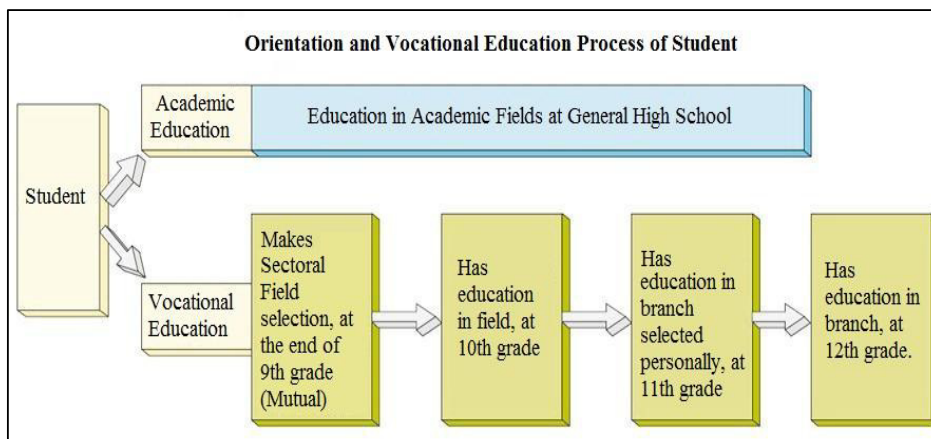 Orientation and Vocational Education Process of Student
Academic
Education
Education in Academic Fields at General High School
Student
Vocational
Education
Makes
Sectoral
Field
selection, at
the end of
9th grade
(Mutual)
Has
education
in field, at
10th grade
Has
education in
branch
selected
personally, at
11th grade
Has
education in
branch, at
12th grade.